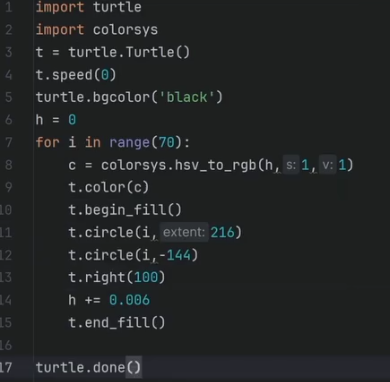 1 import turtle
2 import colorsys
3 t = turtle.Turtle()
4 t.speed(0)
5 turtle.bgcolor('black')
6 h = 0
7 for i in range(70):
8     c = colorsys.hsv_to_rgb(h, s: 1, v: 1)
9     t.color(c)
10     t.begin_fill()
11     t.circle(i, extent: 216)
12     t.circle(i,-144)
13     t.right(100)
14     h += 0.006
15     t.end_fill()
16
17 turtle.done()